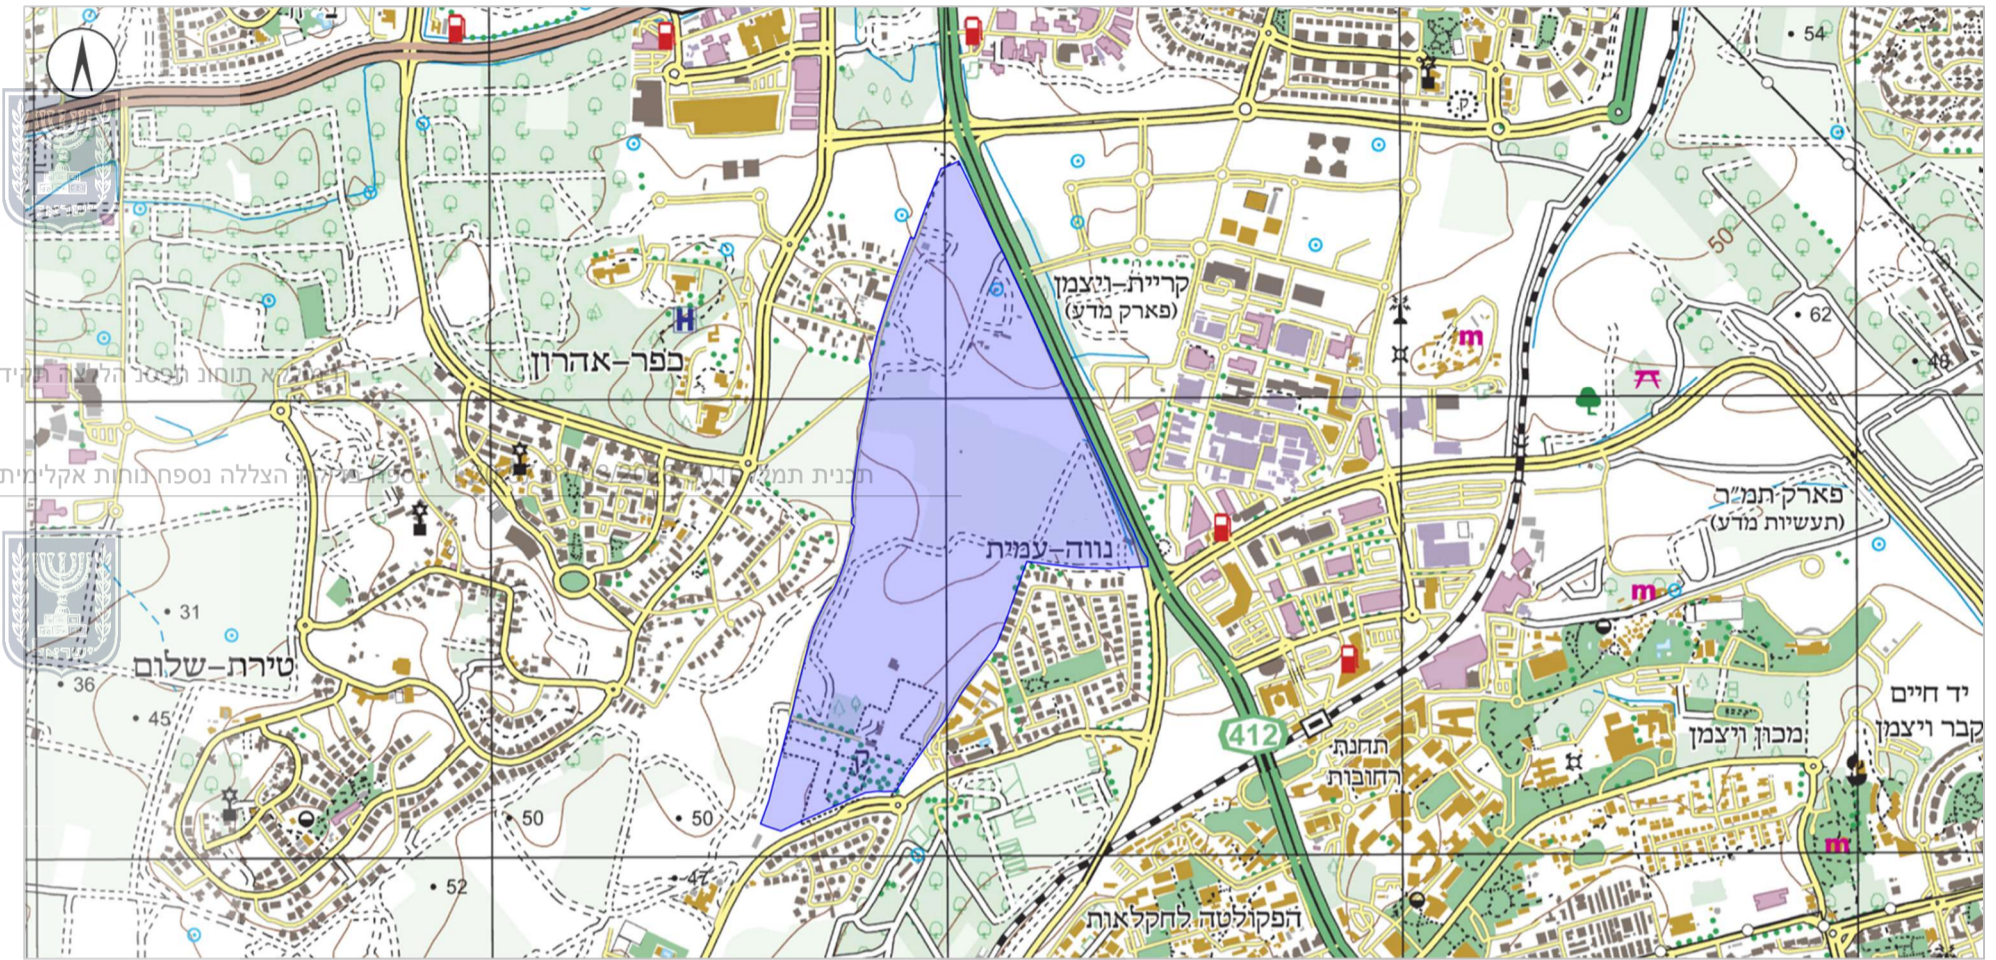 54
ק
50
קריית-ויצמן
(פארק מדע)
62
48
H
m
כפר-אהרון
פארק תמ"ר
(תעשיות מדע)
נווה-עמית
m
31
טירת-שלום
36
45
יד חיים
קבר ויצמן
412
מכון ויצמן
תחנת
רחובות
ק
50
50
m
47
52
הפקולטה לחקלאות